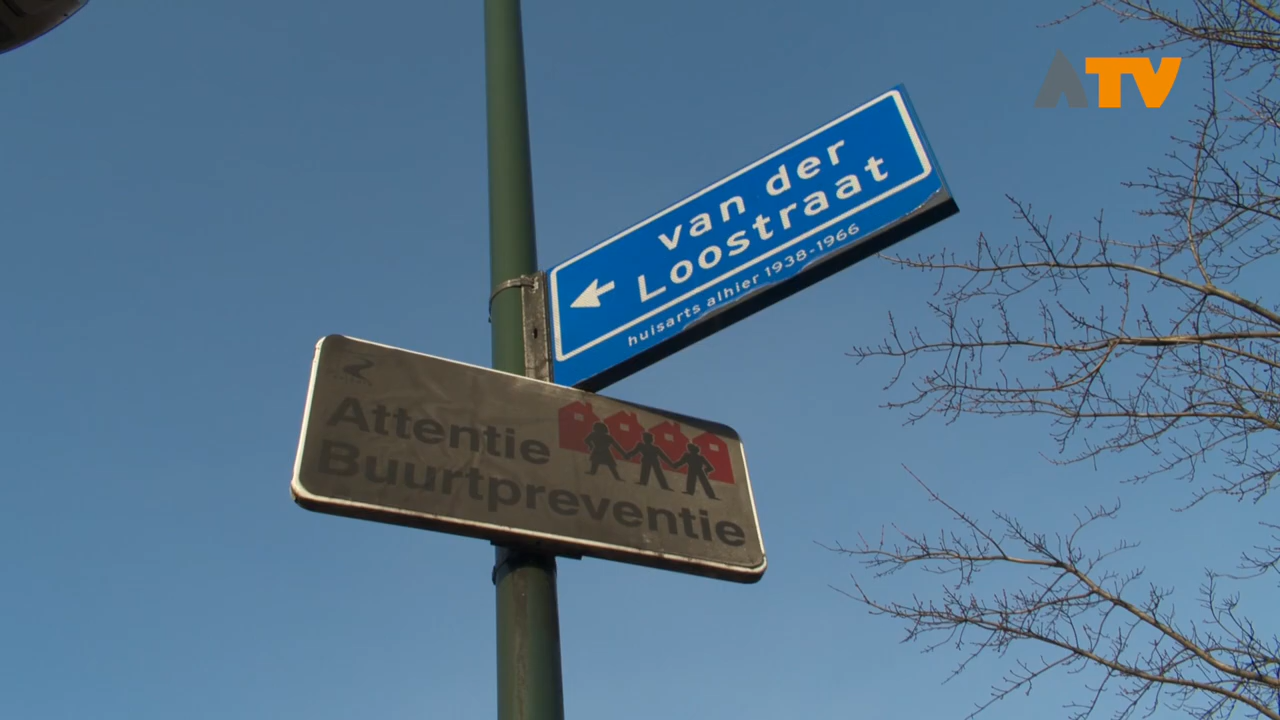 ATV
van der
Loostraat
huisarts alhier 1938-1966
Attentie
Buurtpreventie